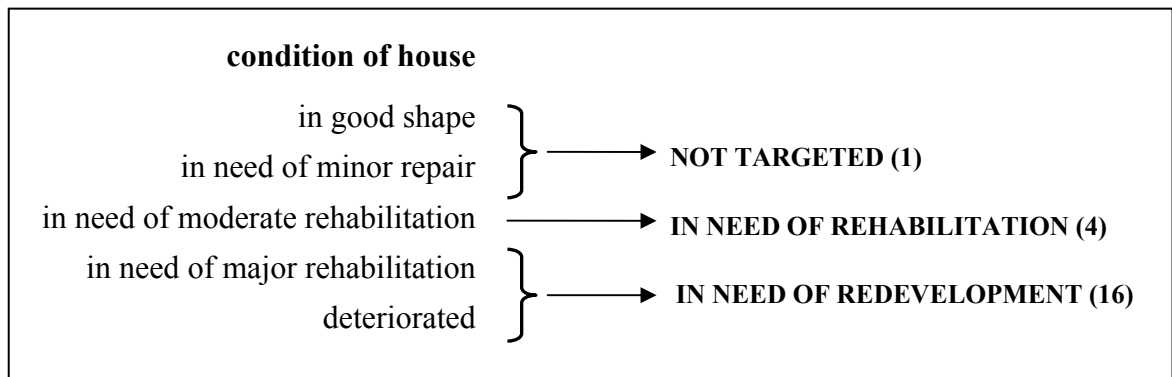 condition of house
in good shape
in need of minor repair
NOT TARGETED (1)
in need of moderate rehabilitation
IN NEED OF REHABILITATION (4)
in need of major rehabilitation
deteriorated
IN NEED OF REDEVELOPMENT (16)